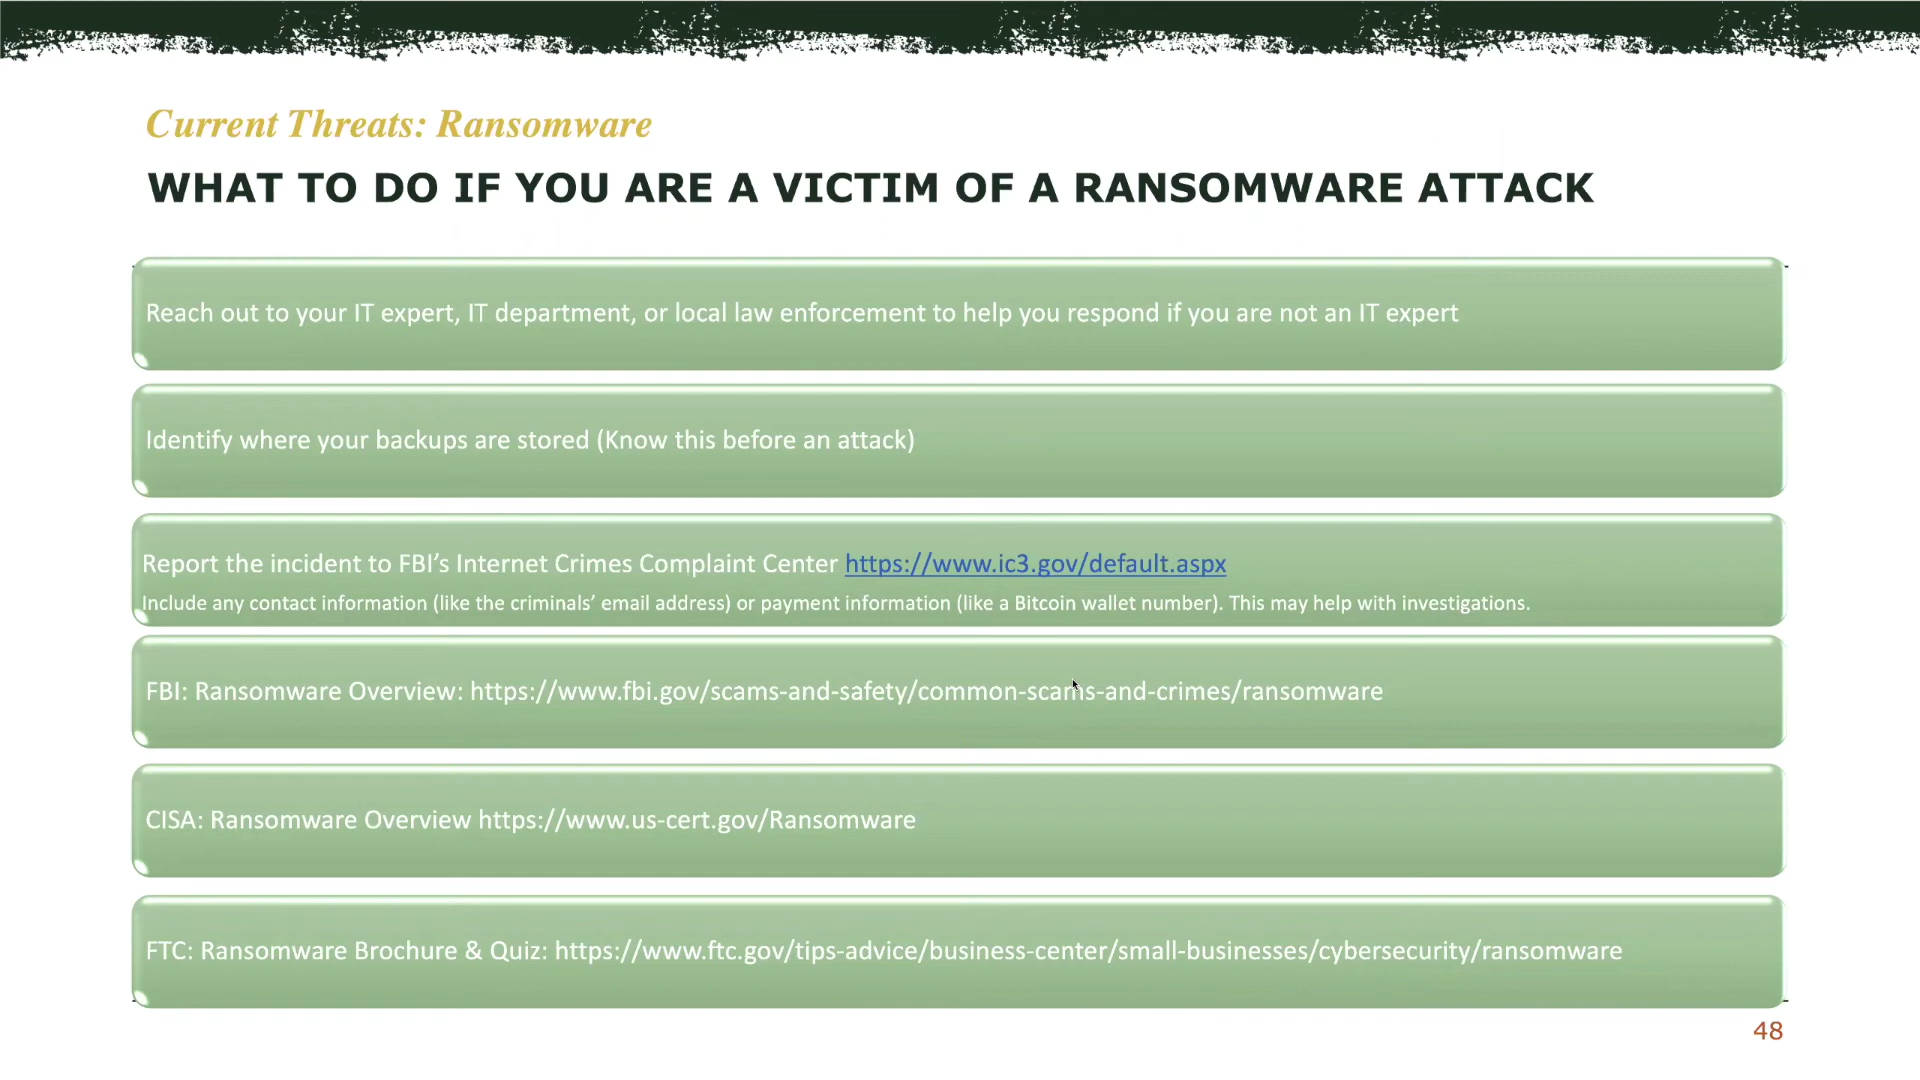 Current Threats: Ransomware
WHAT TO DO IF YOU ARE A VICTIM OF A RANSOMWARE ATTACK
Reach out to your IT expert, IT department, or local law enforcement to help you respond if you are not an IT expert
Identify where your backups are stored (Know this before an attack)
Report the incident to FBI’s Internet Crimes Complaint Center https://www.ic3.gov/default.aspx
Include any contact information (like the criminals’ email address) or payment information (like a Bitcoin wallet number). This may help with investigations.
FBI: Ransomware Overview: https://www.fbi.gov/scams-and-safety/common-scams-and-crimes/ransomware
CISA: Ransomware Overview https://www.us-cert.gov/Ransomware
FTC: Ransomware Brochure & Quiz: https://www.ftc.gov/tips-advice/business-center/small-businesses/cybersecurity/ransomware
48